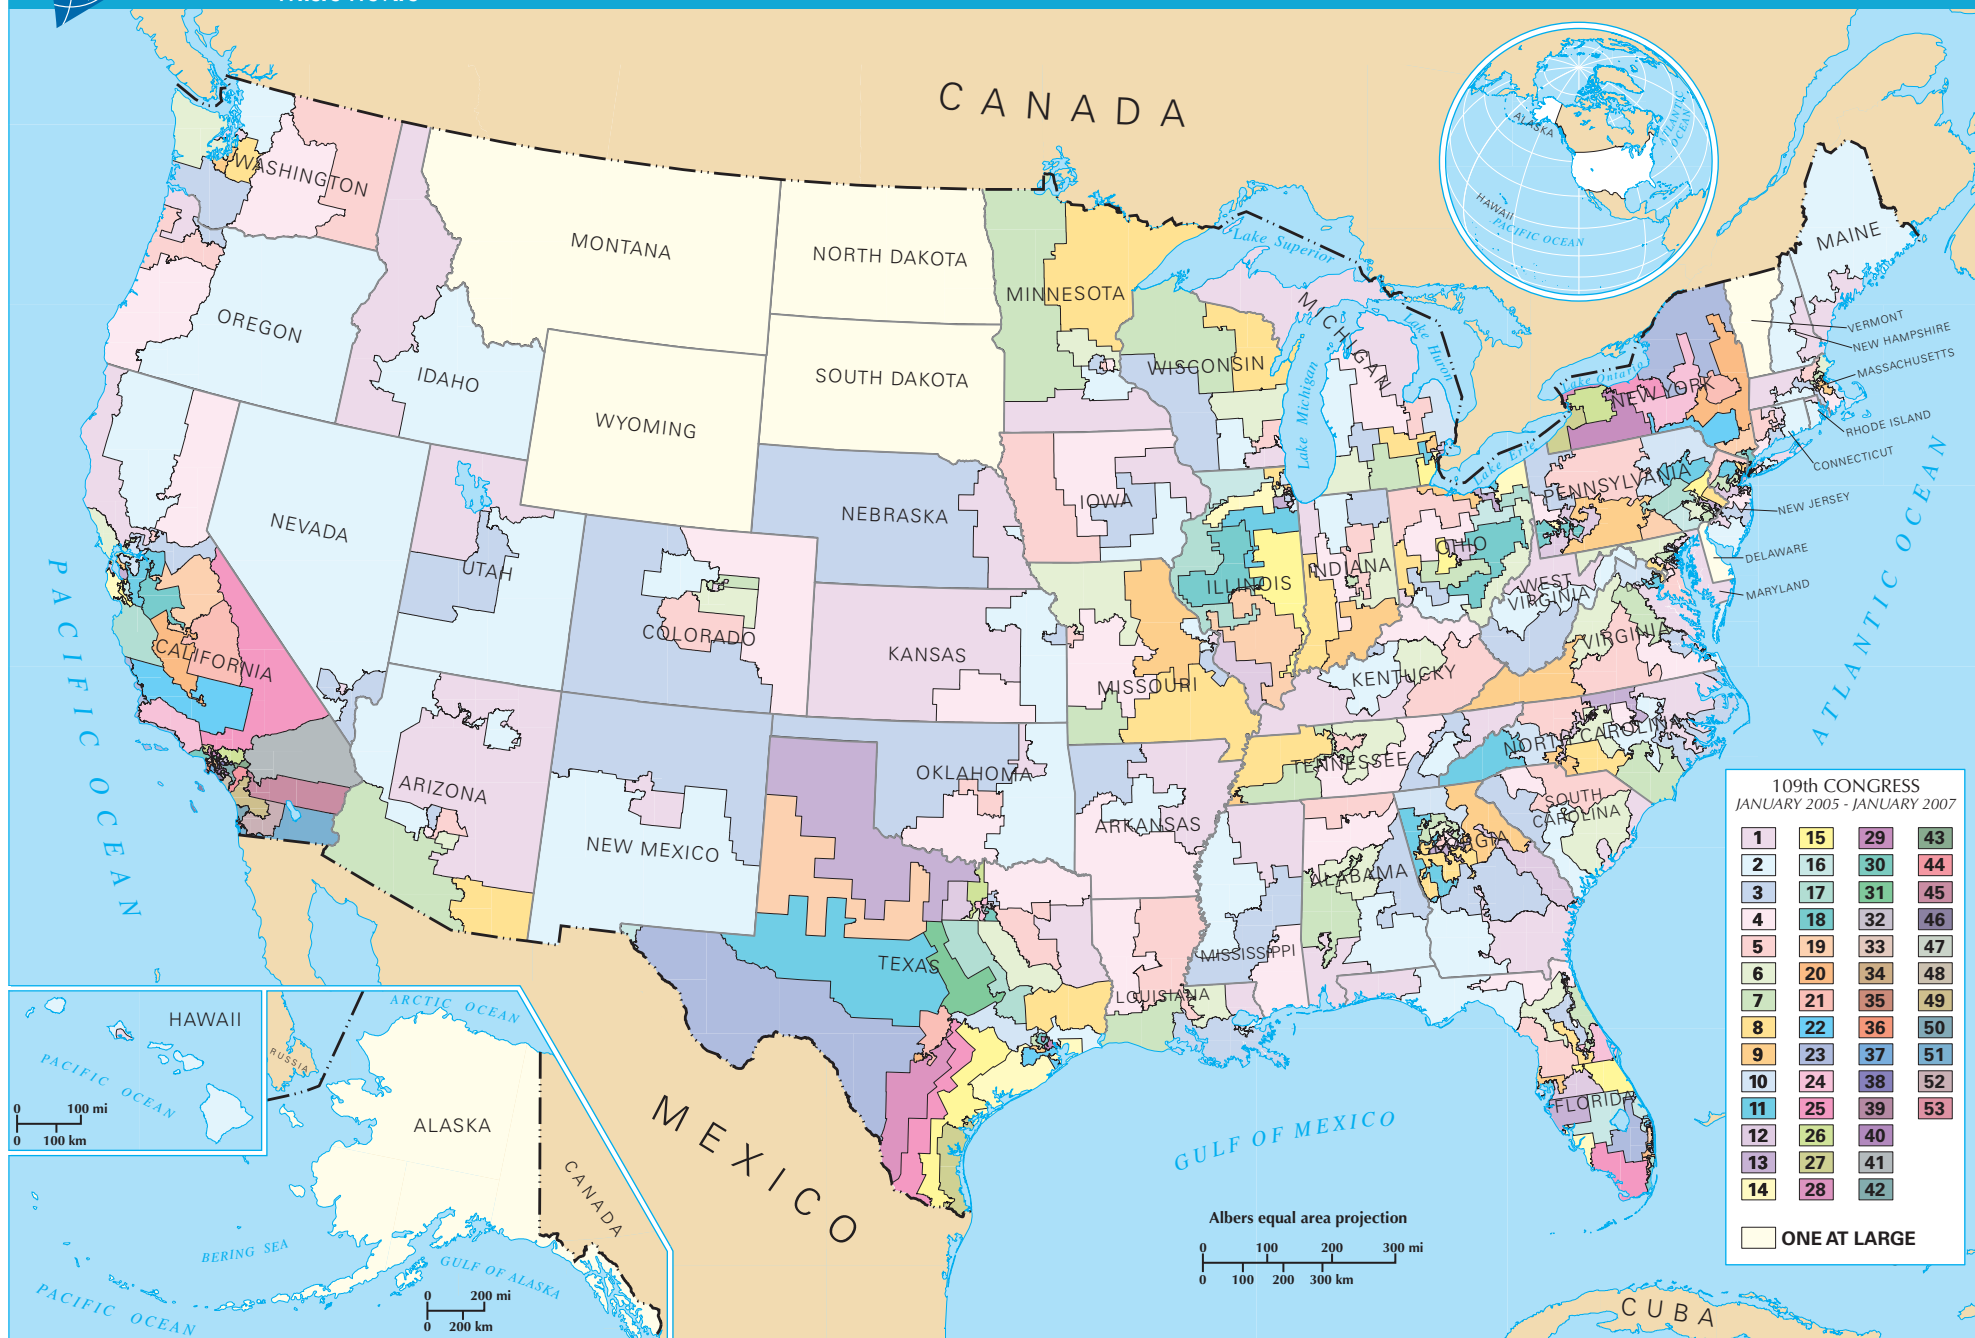 CANADA
ALASKA
ATLANTIC
OCEAN
HAWAII
PACIFIC OCEAN
WASHINGTON
MONTANA
NORTH DAKOTA
MINNESOTA
Lake Superior
MICHIGAN
Lake Huron
Lake Michigan
MAINE
VERMONT
NEW HAMPSHIRE
MASSACHUSETTS
RHODE ISLAND
CONNECTICUT
NEW JERSEY
DELAWARE
MARYLAND
OREGON
IDAHO
WYOMING
SOUTH DAKOTA
WISCONSIN
Lake Ontario
NEW YORK
Lake Erie
PENNSYLVANIA
NEVADA
UTAH
COLORADO
NEBRASKA
IOWA
ILLINOIS
INDIANA
OHIO
WEST
VIRGINIA
VIRGINIA
CALIFORNIA
KANSAS
MISSOURI
KENTUCKY
ARIZONA
NEW MEXICO
OKLAHOMA
ARKANSAS
TENNESSEE
NORTH CAROLINA
SOUTH
CAROLINA
TEXAS
LOUISIANA
MISSISSIPPI
ALABAMA
GEORGIA
FLORIDA
PACIFIC OCEAN
ATLANTIC OCEAN
GULF OF MEXICO
MEXICO
CUBA
HAWAII
PACIFIC OCEAN
0 100 mi
0 100 km
ARCTIC OCEAN
RUSSIA
ALASKA
CANADA
BERING SEA
GULF OF ALASKA
PACIFIC OCEAN
0 200 mi
0 200 km
Albers equal area projection
0 100 200 300 mi
0 100 200 300 km
109th CONGRESS
JANUARY 2005 - JANUARY 2007
1 15 29 43
2 16 30 44
3 17 31 45
4 18 32 46
5 19 33 47
6 20 34 48
7 21 35 49
8 22 36 50
9 23 37 51
10 24 38 52
11 25 39 53
12 26 40
13 27 41
14 28 42
ONE AT LARGE